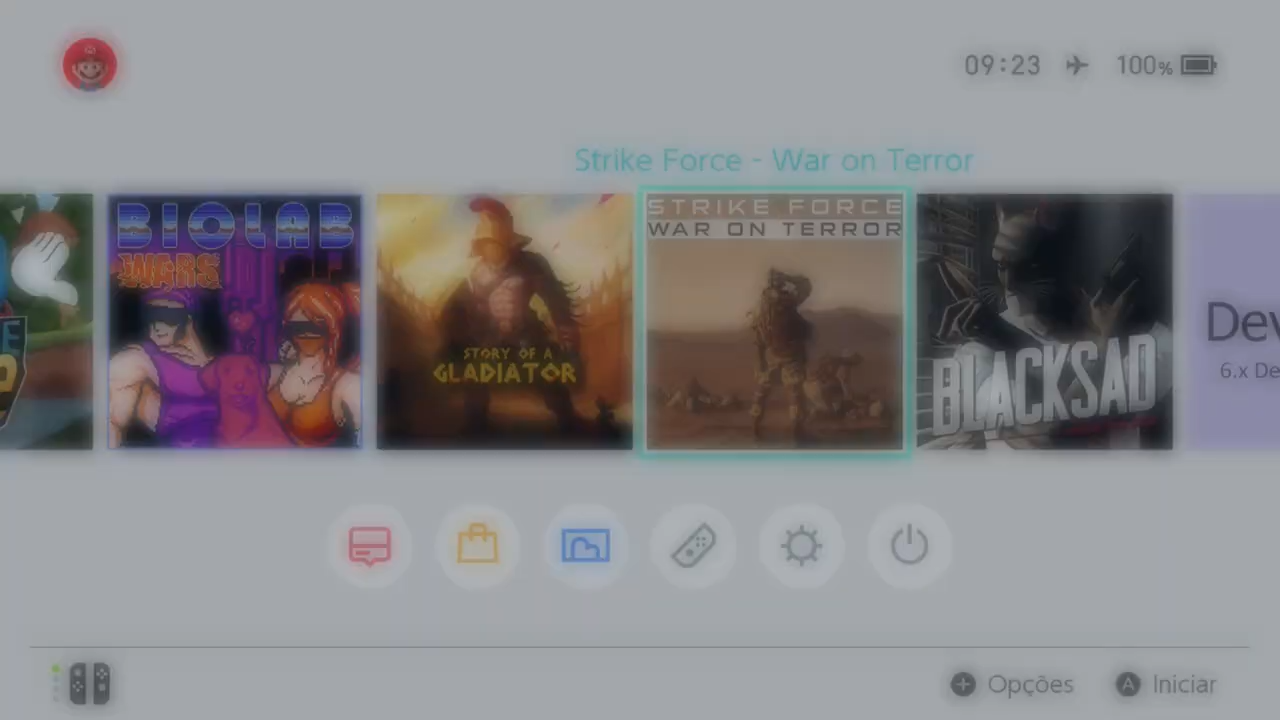 09:23
100%
Strike Force - War on Terror
BIOLAB
WARS
STORY OF A
GLADIATOR
STRIKE FORCE
WAR ON TERROR
BLACKSAD
Dev
6.x De
Opções
A
Iniciar